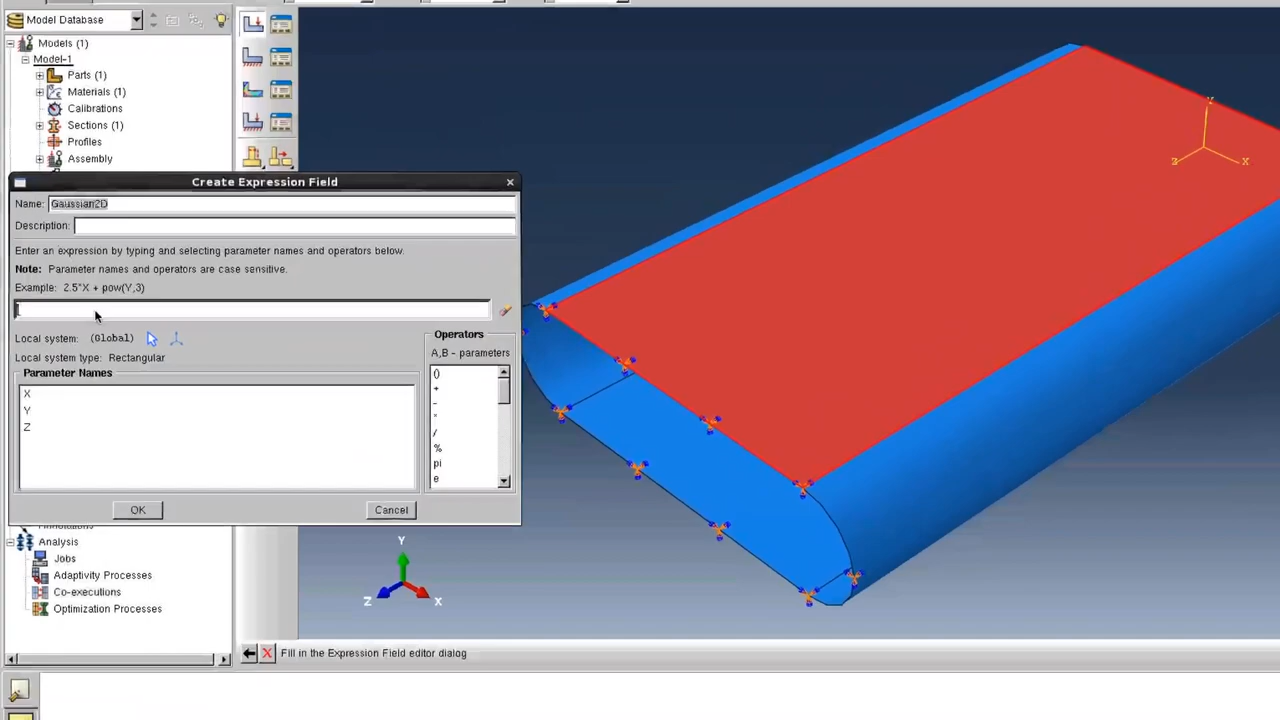 Model Database
Models (1)
Model-1
Parts (1)
Materials (1)
Calibrations
Sections (1)
Profiles
Assembly
Create Expression Field
Name: Gaussian2D
Description:
Enter an expression by typing and selecting parameter names and operators below.
Note: Parameter names and operators are case sensitive.
Example: 2.5*X + pow(Y,3)
Local system: (Global)
Local system type: Rectangular
Parameter Names
X
Y
Z
Operators
A,B - parameters
()
+
-
*
/
%
pi
e
OK
Cancel
Analysis
Jobs
Adaptivity Processes
Co-executions
Optimization Processes
Y
Z
X
Y
Z
X
Fill in the Expression Field editor dialog